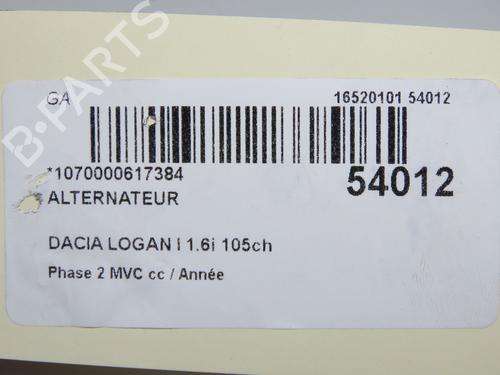 B-PARTS
GA
16520101 54012
*1070000617384
54012
ALTERNATEUR
DACIA LOGAN I 1.6i 105ch
Phase 2 MVC cc / Année